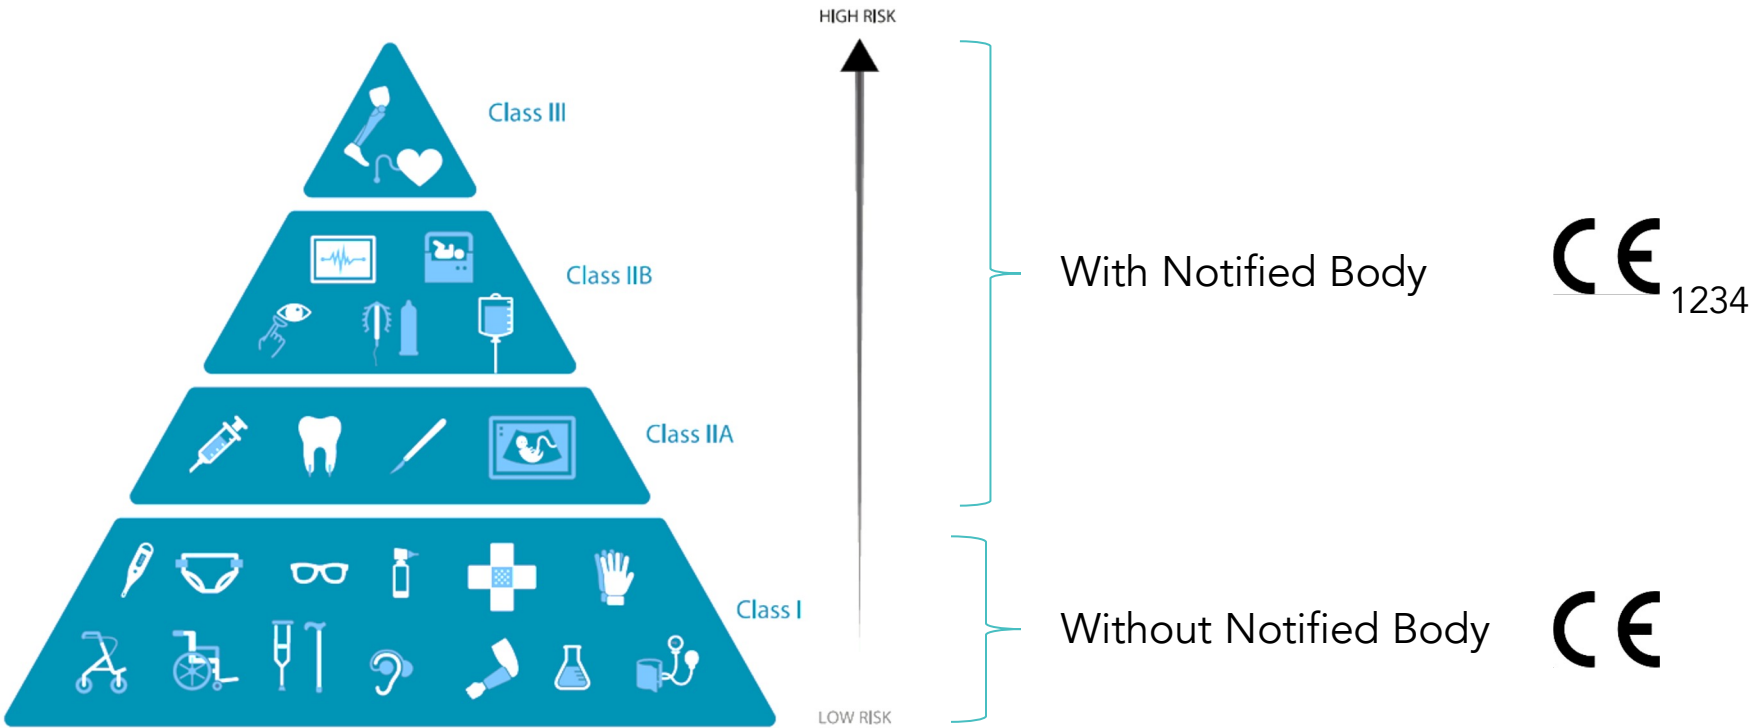 HIGH RISK
Class III
Class IIB
With Notified Body
CE 1234
Class IIA
Class I
Without Notified Body
CE
LOW RISK